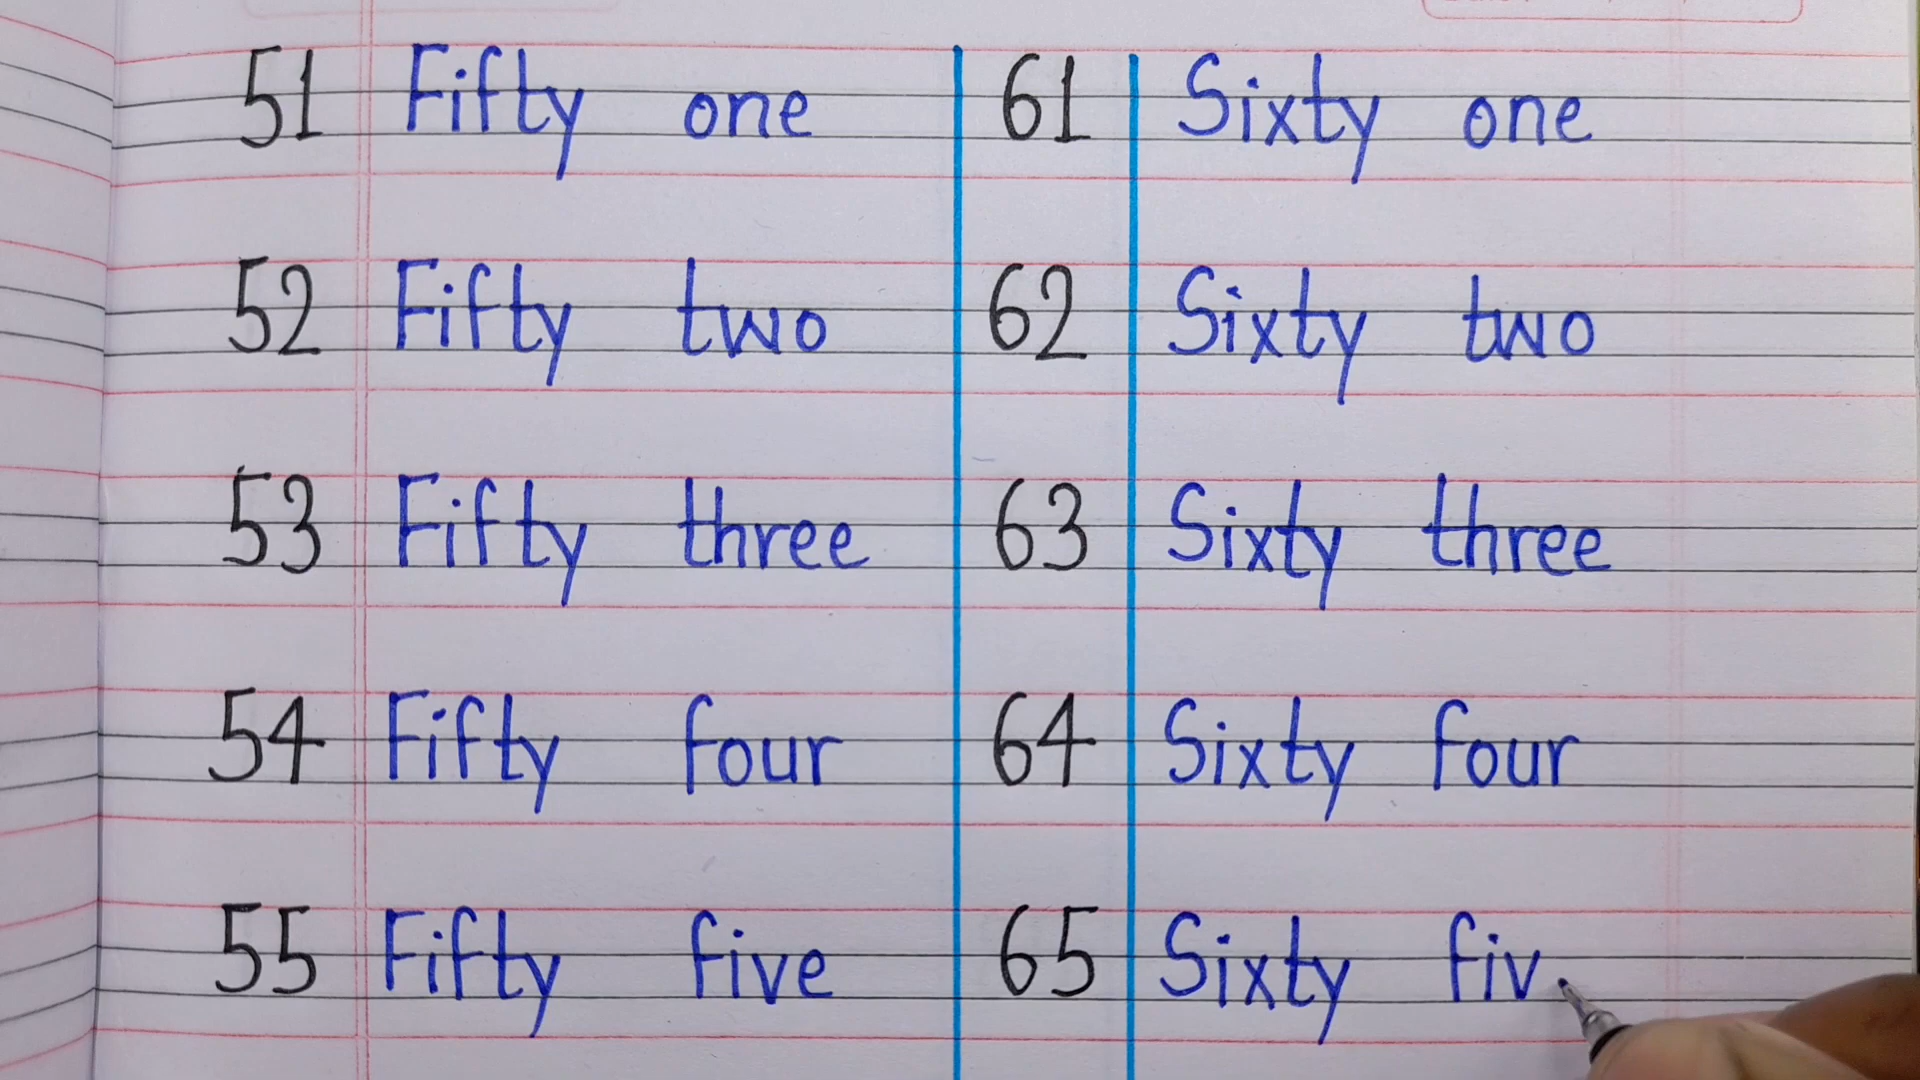 51 Fifty one 61 Sixty one
52 Fifty two 62 Sixty two
53 Fifty three 63 Sixty three
54 Fifty four 64 Sixty four
55 Fifty five 65 Sixty fiv